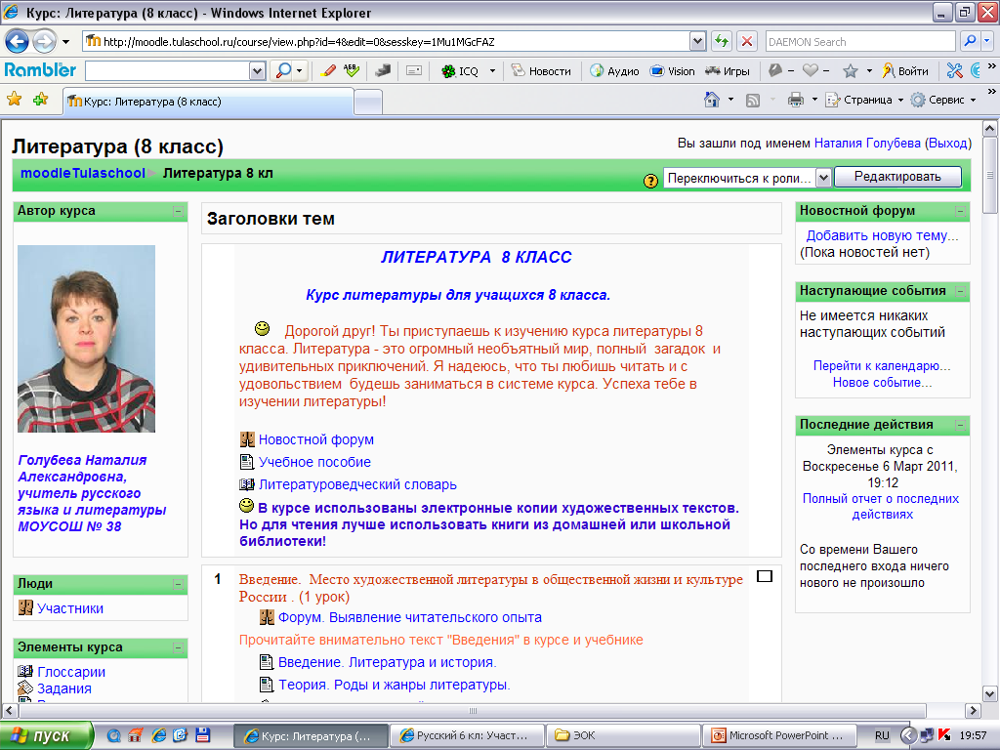 Курс: Литература (8 класс) - Windows Internet Explorer
http://moodle.tulaschool.ru/course/view.php?id=4&edit=0&sesskey=1Mu1MGcFAZ
DAEMON Search
Rambler
ICQ
Новости
Аудио
Vision
Игры
Войти
Курс: Литература (8 класс)
Страница
Сервис
Литература (8 класс)
Вы зашли под именем Наталия Голубева (Выход)
moodleTulaschool
Литература 8 кл
Переключиться к роли...
Редактировать
Автор курса
Голубева Наталия
Александровна,
учитель русского
языка и литературы
МОУСОШ № 38
Люди
Участники
Элементы курса
Глоссарии
Задания
Заголовки тем
ЛИТЕРАТУРА 8 КЛАСС
Курс литературы для учащихся 8 класса.
Дорогой друг! Ты приступаешь к изучению курса литературы 8
класса. Литература - это огромный необъятный мир, полный загадок и
удивительных приключений. Я надеюсь, что ты любишь читать и с
удовольствием будешь заниматься в системе курса. Успеха тебе в
изучении литературы!
Новостной форум
Учебное пособие
Литературоведческий словарь
В курсе использованы электронные копии художественных текстов.
Но для чтения лучше использовать книги из домашней или школьной
библиотеки!
1
Введение. Место художественной литературы в общественной жизни и культуре
России . (1 урок)
Форум. Выявление читательского опыта
Прочитайте внимательно текст "Введения" в курсе и учебнике
Введение. Литература и история.
Теория. Роды и жанры литературы.
Новостной форум
Добавить новую тему...
(Пока новостей нет)
Наступающие события
Не имеется никаких
наступающих событий
Перейти к календарю...
Новое событие...
Последние действия
Элементы курса с
Воскресенье 6 Март 2011,
19:12
Полный отчет о последних
действиях
Со времени Вашего
последнего входа ничего
нового не произошло
пуск
Курс: Литература (...
Русский 6 кл: Участ...
ЭОК
Microsoft PowerPoint ...
RU
19:57